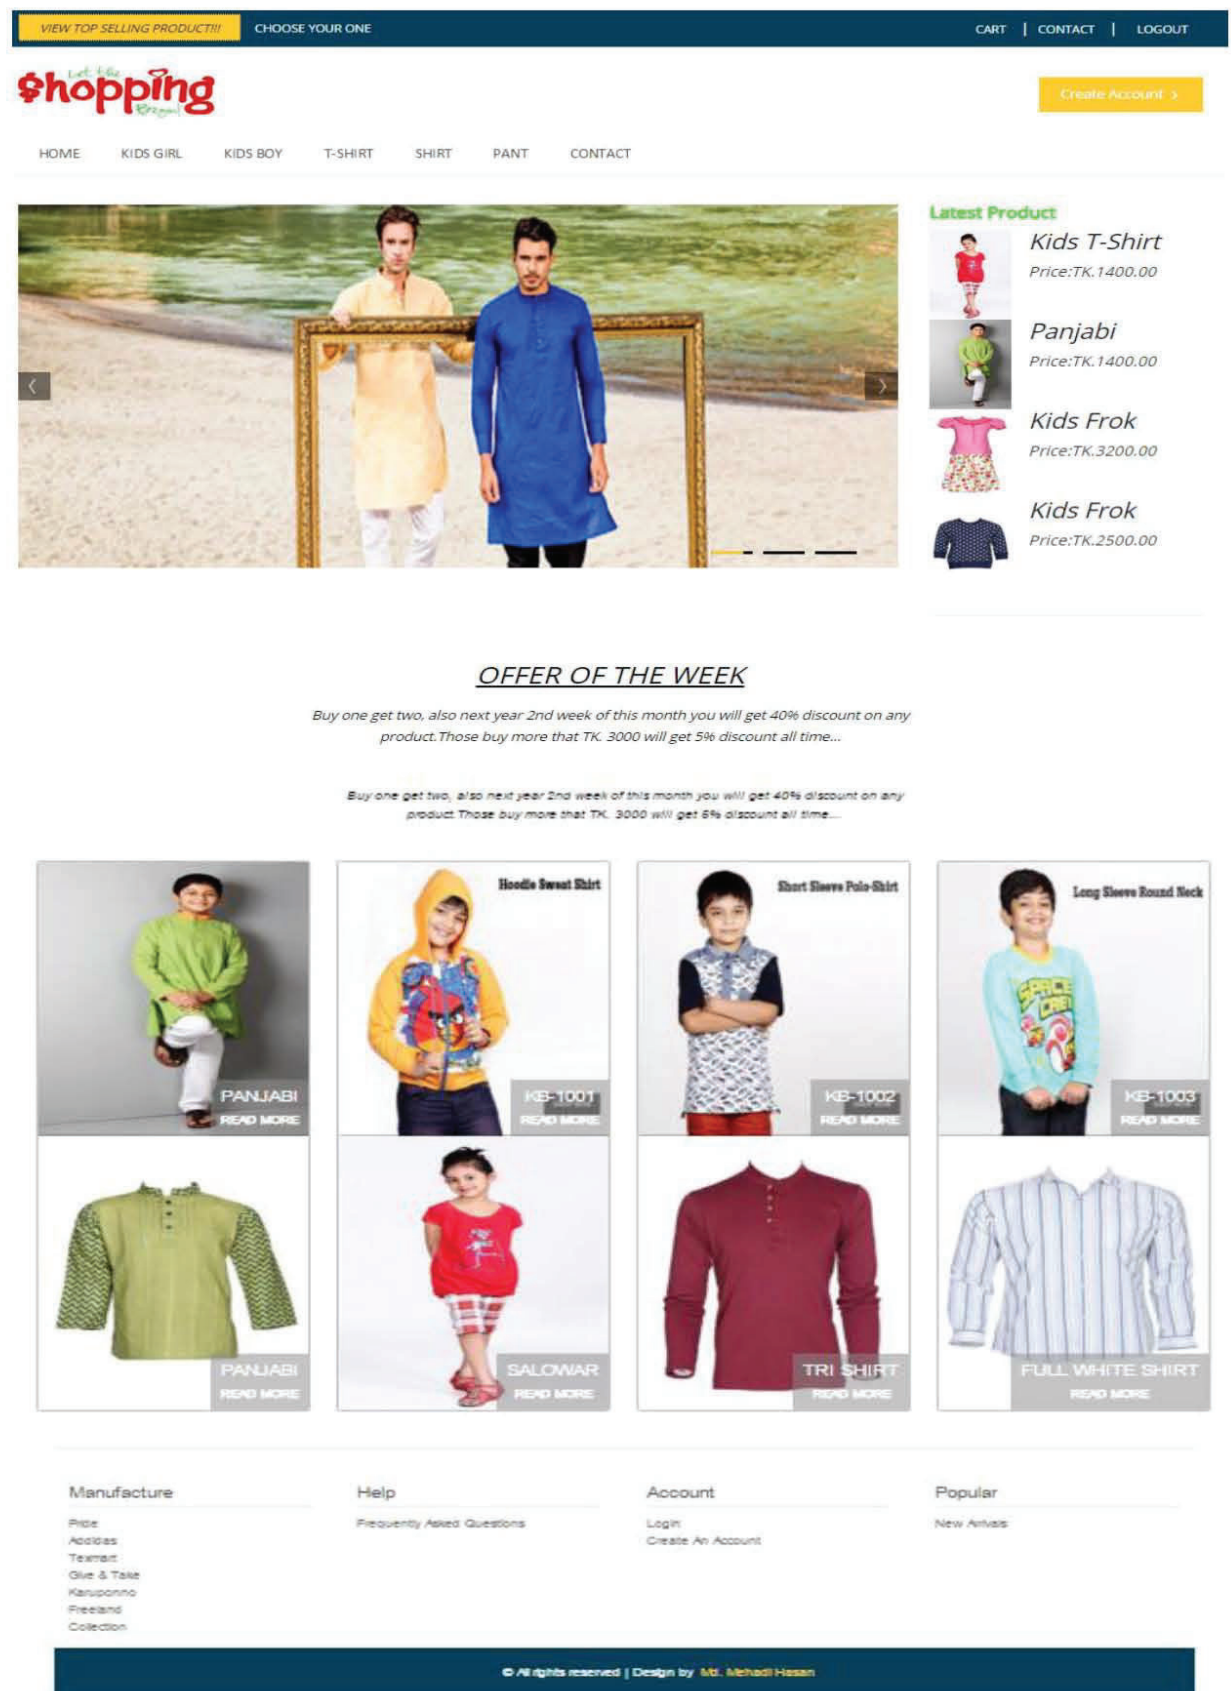 VIEW TOP SELLING PRODUCT!!! CHOOSE YOUR ONE CART | CONTACT | LOGOUT
Let the
Shopping
Began!
Create Account >
HOME KIDS GIRL KIDS BOY T-SHIRT SHIRT PANT CONTACT
Latest Product
Kids T-Shirt
Price:TK.1400.00
Panjabi
Price:TK.1400.00
Kids Frok
Price:TK.3200.00
Kids Frok
Price:TK.2500.00
OFFER OF THE WEEK
Buy one get two, also next year 2nd week of this month you will get 40% discount on any
product.Those buy more that TK. 3000 will get 5% discount all time...
Buy one get two, also next year 2nd week of this month you will get 40% discount on any
product.Those buy more that TK. 3000 will get 5% discount all time...
PANJABI
READ MORE
Hoodie Sweat Shirt
KB-1001
READ MORE
Short Sleeve Polo-Shirt
KB-1002
READ MORE
Long Sleeve Round Neck
SPACE
CREW
KB-1003
READ MORE
PANJABI
READ MORE
SALOWAR
READ MORE
TRI SHIRT
READ MORE
FULL WHITE SHIRT
READ MORE
Manufacture
Pride
Addidas
Texmart
Give & Take
Karuponno
Freeland
Collection
Help
Frequently Asked Questions
Account
Login
Create An Account
Popular
New Arrivals
© All rights reserved | Design by Md. Mehadi Hasan